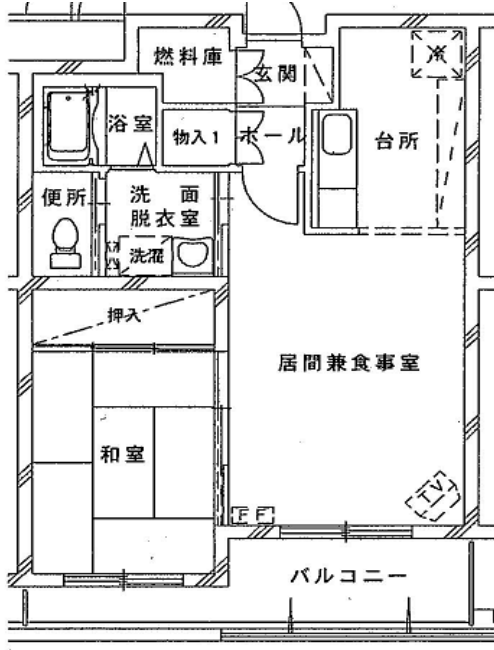 燃料庫
玄関
冷
浴室
物入1
ホール
台所
便所
洗面
脱衣室
洗濯
押入
居間兼食事室
和室
TV
FF
バルコニー